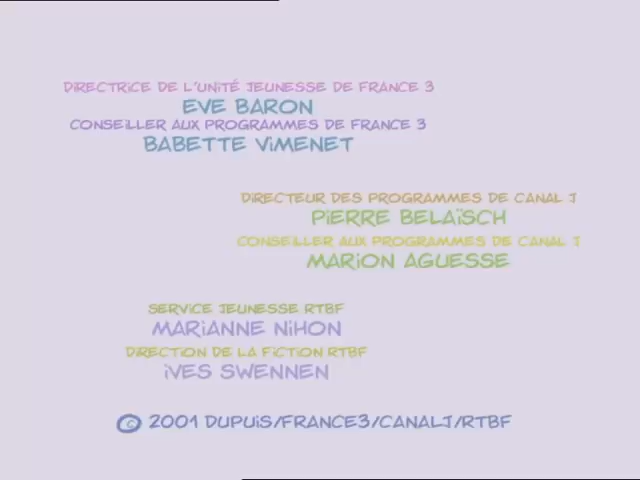 DIRECTRICE DE L'UNITÉ JEUNESSE DE FRANCE 3
EVE BARON
CONSEILLER AUX PROGRAMMES DE FRANCE 3
BABETTE VIMENET
DIRECTEUR DES PROGRAMMES DE CANAL J
PIERRE BELAÏSCH
CONSEILLER AUX PROGRAMMES DE CANAL J
MARION AGUESSE
SERVICE JEUNESSE RTBF
MARIANNE NIHON
DIRECTION DE LA FICTION RTBF
IVES SWENNEN
© 2001 DUPUIS/FRANCE3/CANALJ/RTBF